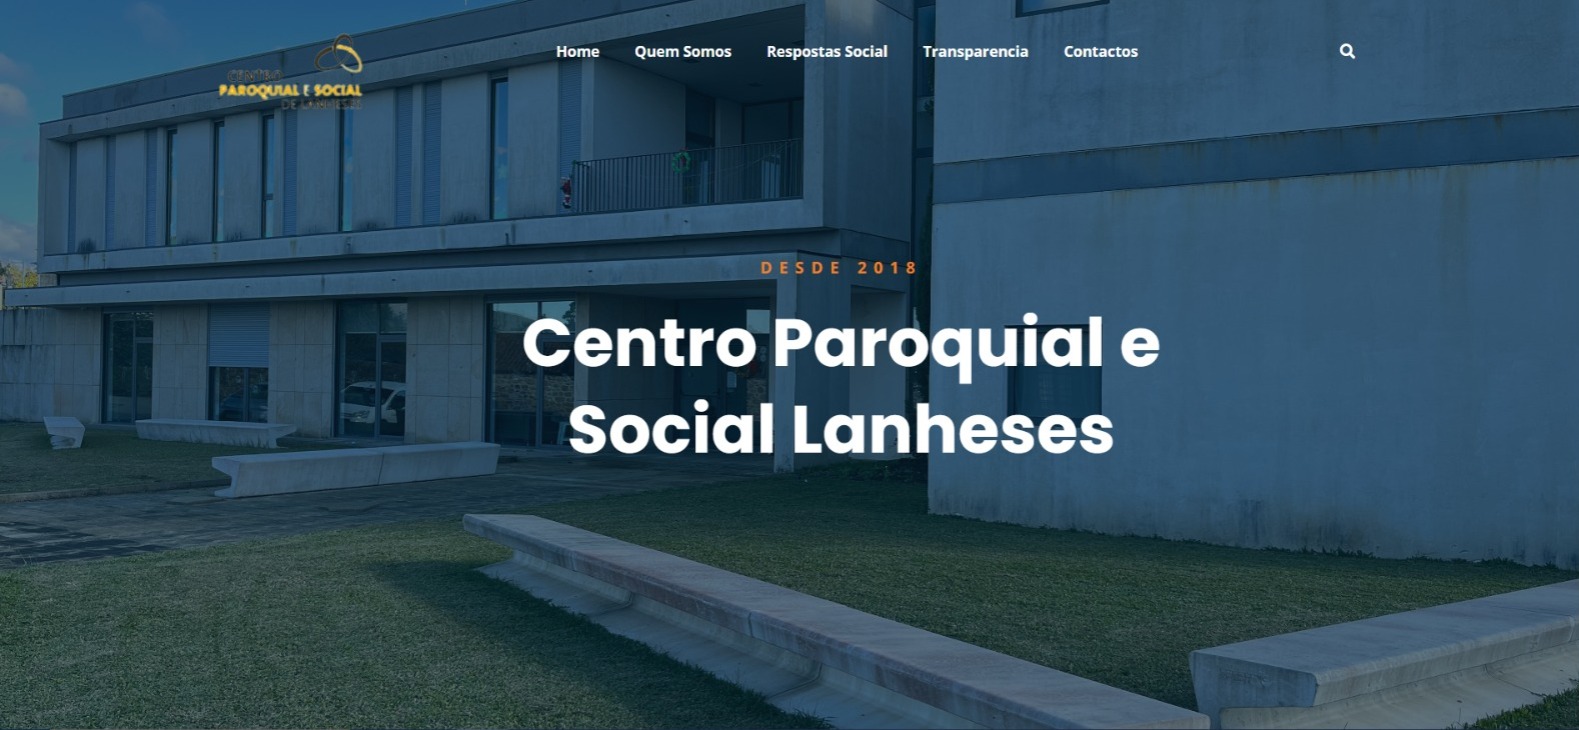 CENTRO
PAROQUIAL E SOCIAL
DE LANHESES
Home Quem Somos Respostas Social Transparencia Contactos
DESDE 2018
Centro Paroquial e
Social Lanheses